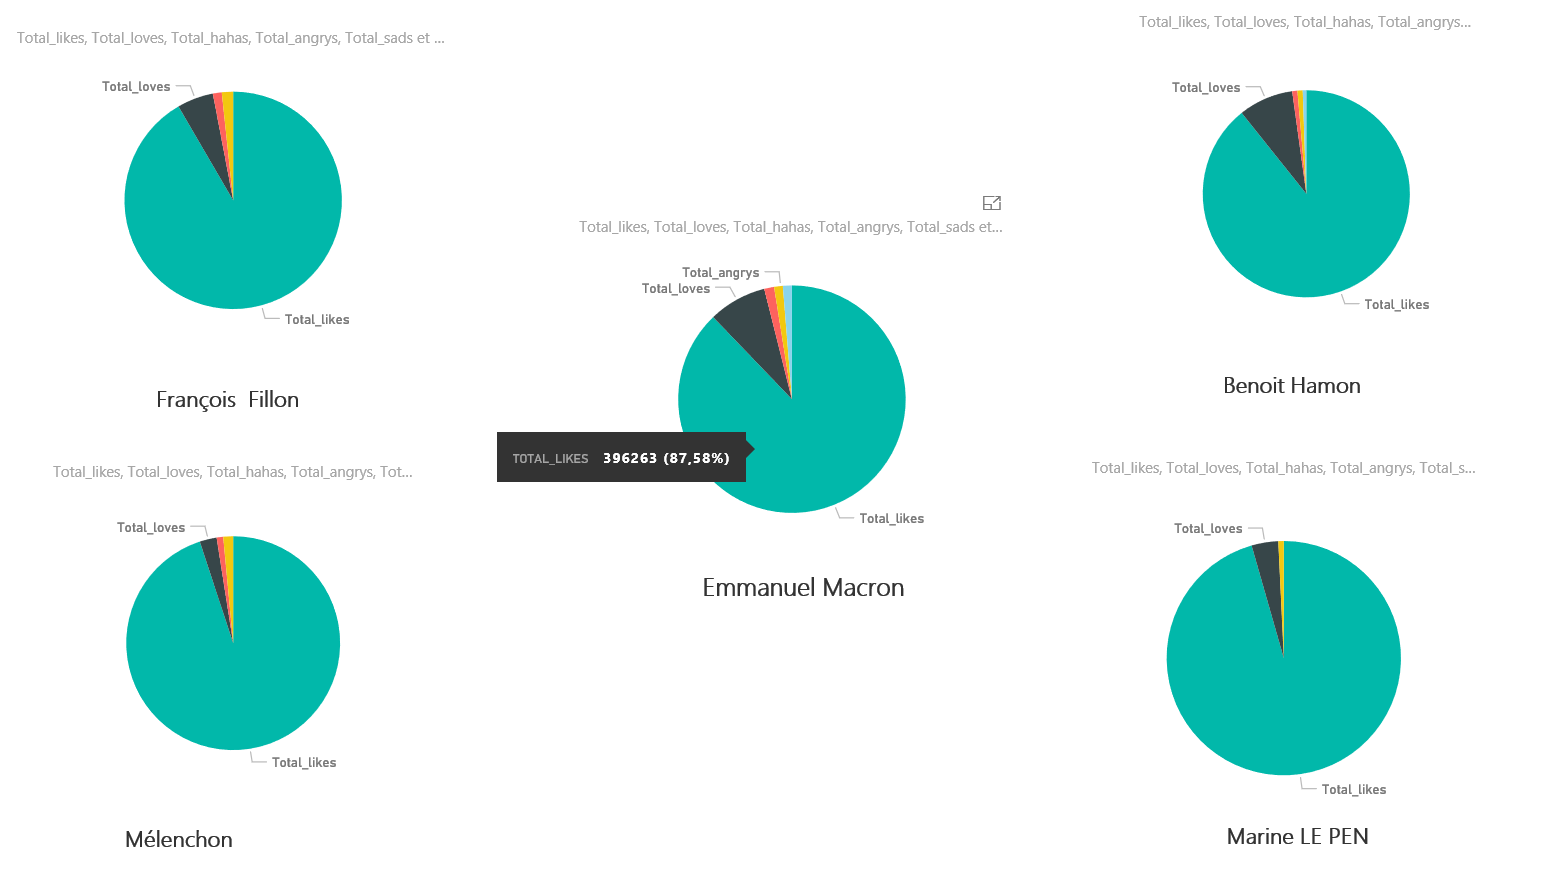 Total_likes, Total_loves, Total_hahas, Total_angrys, Total_sads et ...
Total_loves
Total_likes
François  Fillon
Total_likes, Total_loves, Total_hahas, Total_angrys, Tot...
Total_loves
Total_likes
Mélenchon
Total_likes, Total_loves, Total_hahas, Total_angrys, Total_sads et...
Total_angrys
Total_loves
TOTAL_LIKES 396263 (87,58%)
Total_likes
Emmanuel Macron
Total_likes, Total_loves, Total_hahas, Total_angrys...
Total_loves
Total_likes
Benoit Hamon
Total_likes, Total_loves, Total_hahas, Total_angrys, Total_s...
Total_loves
Total_likes
Marine LE PEN